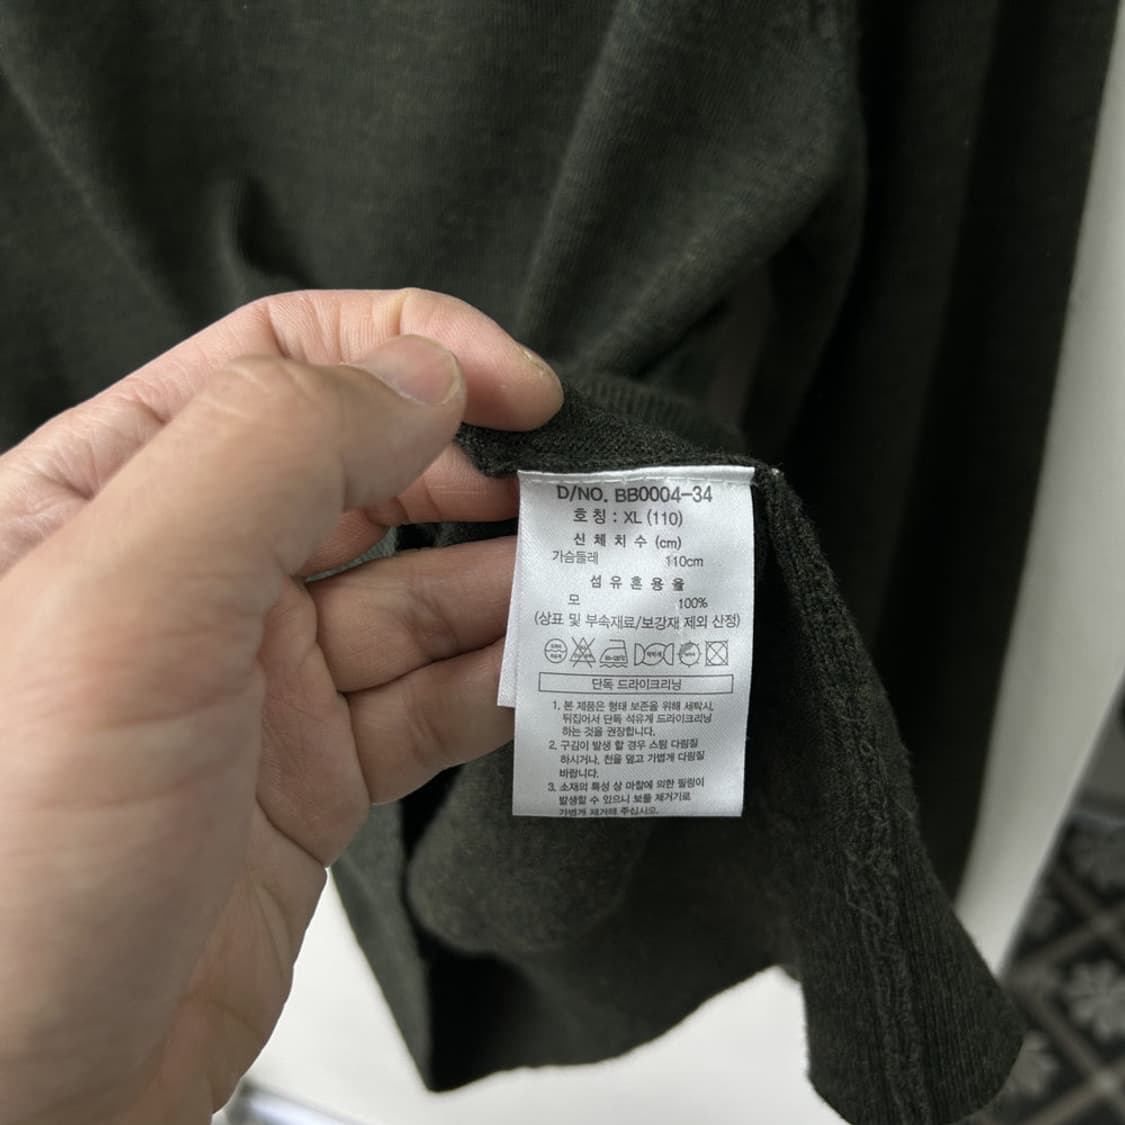 D/NO. BB0004-34
호칭 : XL (110)
신체치수 (cm)
가슴둘레 110cm
섬유혼용율
모 100%
(상표 및 부속재료/보강재 제외 산정)
단독 드라이크리닝
1. 본 제품은 형태 보존을 위해 세탁시,
뒤집어서 단독 석유계 드라이크리닝
하는 것을 권장합니다.
2. 구김이 발생 할 경우 스팀 다림질
하시거나, 천을 덮고 가볍게 다림질
바랍니다.
3. 소재의 특성 상 마찰에 의한 필링이
발생할 수 있으니 보풀 제거기로
가볍게 제거해 주십시오.